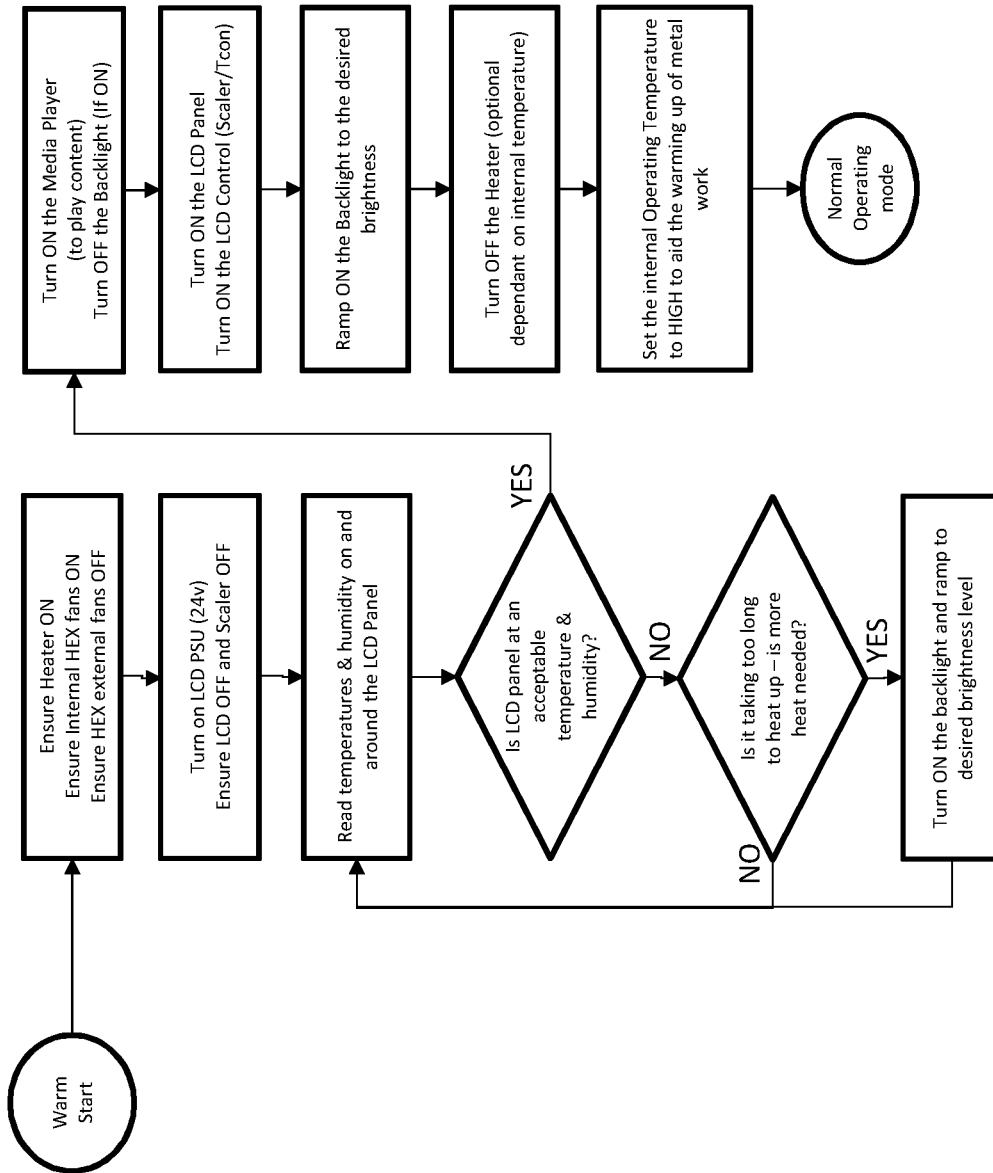 Warm
Start
Ensure Heater ON
Ensure Internal HEX fans ON
Ensure HEX external fans OFF
Turn on LCD PSU (24v)
Ensure LCD OFF and Scaler OFF
Read temperatures & humidity on and
around the LCD Panel
Is LCD panel at an
acceptable
temperature &
humidity?
YES
NO
Is it taking too long
to heat up – is more
heat needed?
NO
YES
Turn ON the backlight and ramp to
desired brightness level
Turn ON the Media Player
(to play content)
Turn OFF the Backlight (If ON)
Turn ON the LCD Panel
Turn ON the LCD Control (Scaler/Tcon)
Ramp ON the Backlight to the desired
brightness
Turn OFF the Heater (optional
dependant on internal temperature)
Set the internal Operating Temperature
to HIGH to aid the warming up of metal
work
Normal
Operating
mode